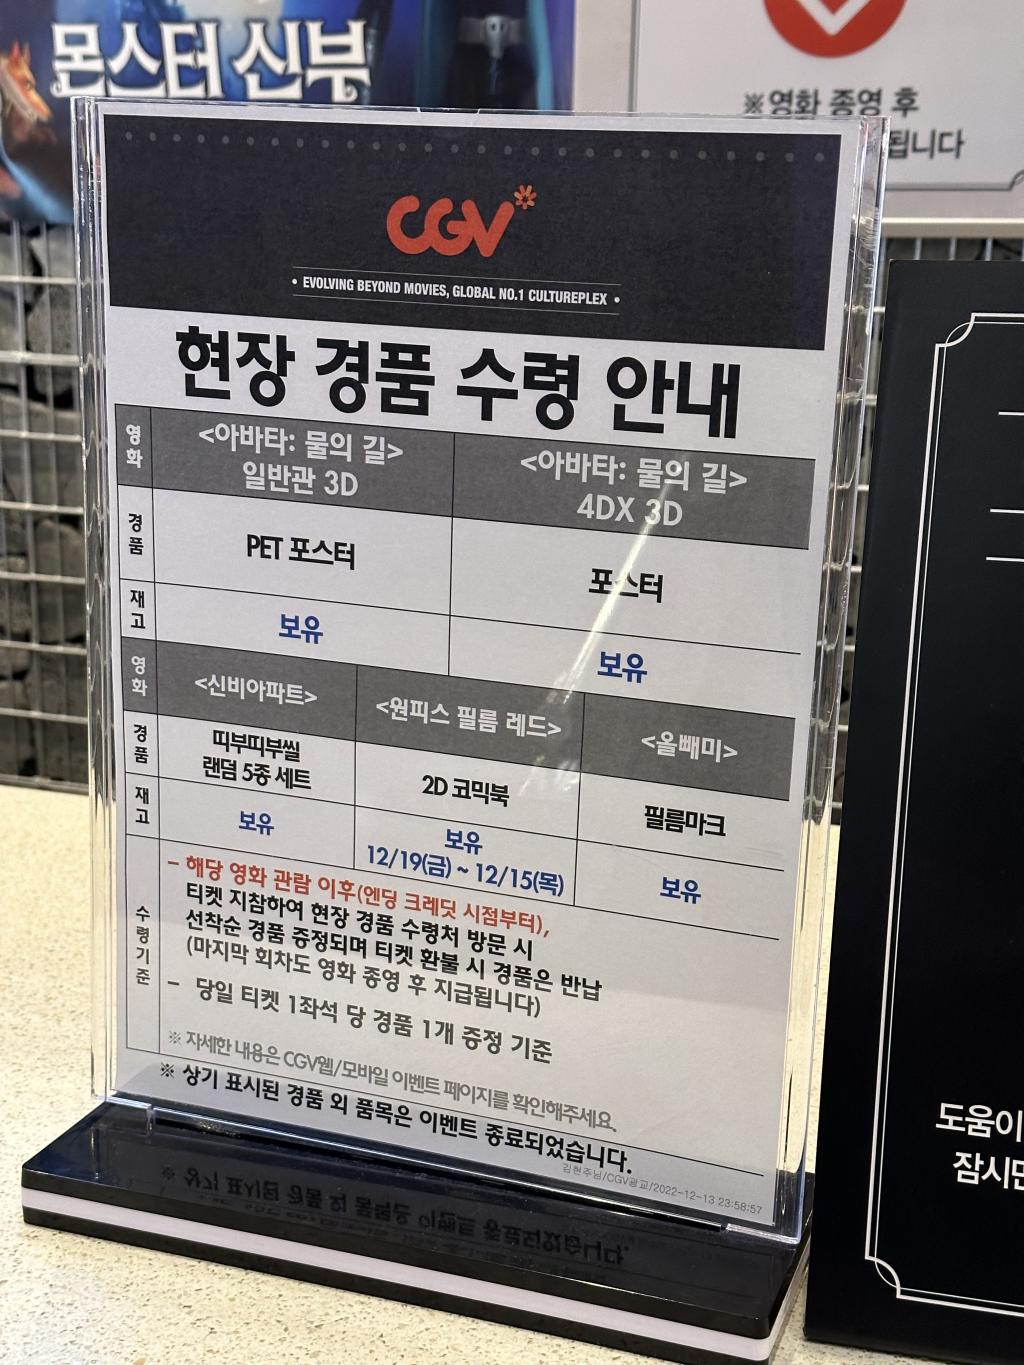 몬스터 신부
※영화 종영 후
됩니다
CGV
• EVOLVING BEYOND MOVIES, GLOBAL NO.1 CULTUREPLEX •
현장 경품 수령 안내
영화
<아바타: 물의 길>
일반관 3D
<아바타: 물의 길>
4DX 3D
경품
PET 포스터
포스터
재고
보유
보유
영화
<신비아파트>
<원피스 필름 레드>
<올빼미>
경품
띠부띠부씰
랜덤 5종 세트
2D 코믹북
필름마크
재고
보유
보유
12/19(금) ~ 12/15(목)
보유
수령기준
- 해당 영화 관람 이후(엔딩 크레딧 시점부터),
티켓 지참하여 현장 경품 수령처 방문 시
선착순 경품 증정되며 티켓 환불 시 경품은 반납
(마지막 회차도 영화 종영 후 지급됩니다)
- 당일 티켓 1좌석 당 경품 1개 증정 기준
※ 자세한 내용은 CGV웹/모바일 이벤트 페이지를 확인해주세요.
※ 상기 표시된 경품 외 품목은 이벤트 종료되었습니다.
김현주님/CGV광교/2022-12-13 23:58:57
도움이
잠시만